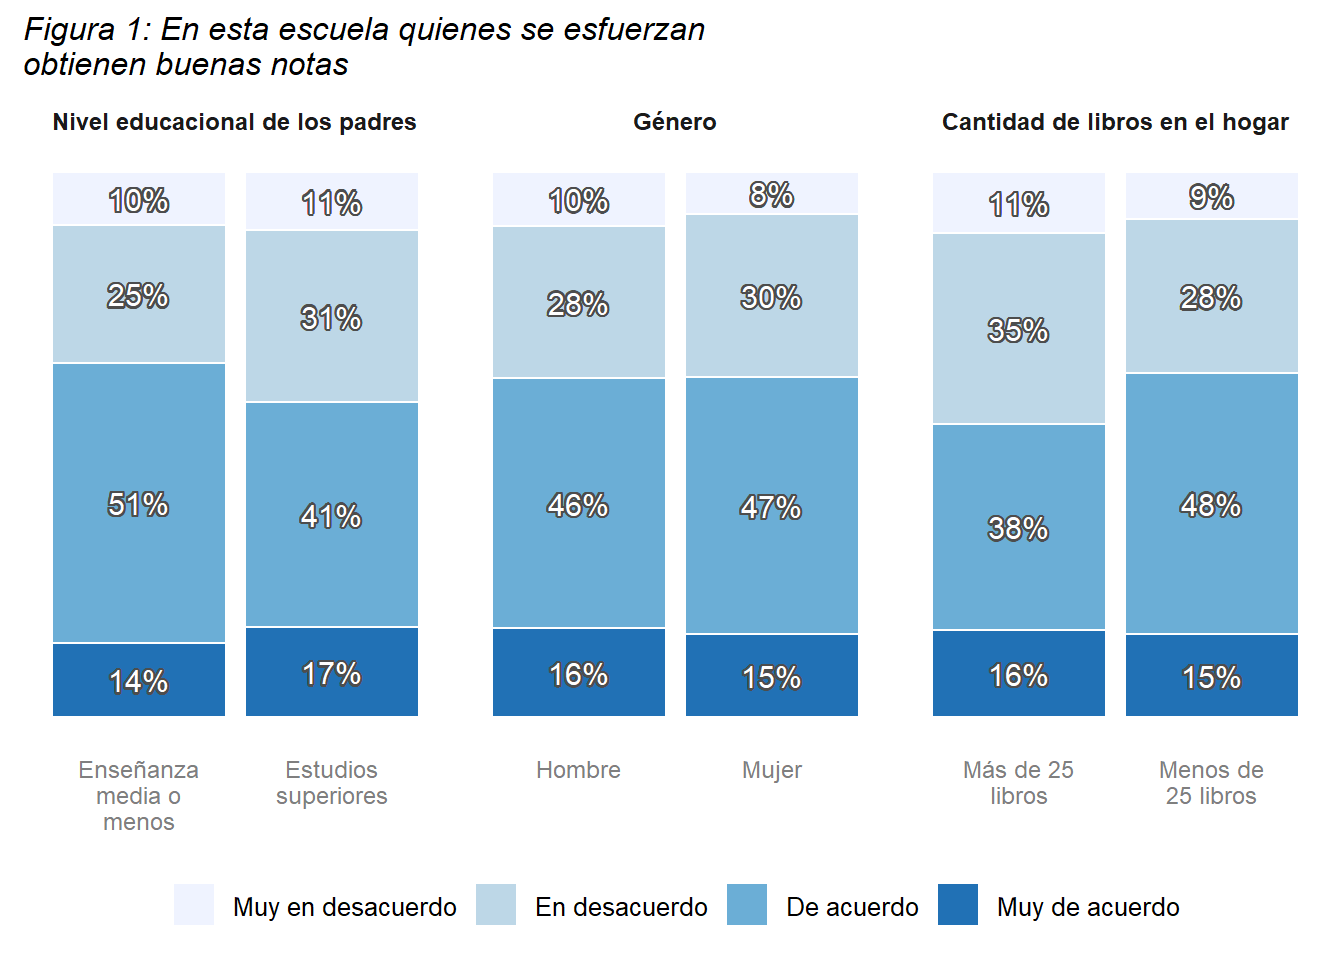 Figura 1: En esta escuela quienes se esfuerzan
obtienen buenas notas
Nivel educacional de los padres
10%
11%
25%
31%
51%
41%
14%
17%
Enseñanza
media o
menos
Estudios
superiores
Género
10%
8%
28%
30%
46%
47%
16%
15%
Hombre
Mujer
Cantidad de libros en el hogar
11%
9%
35%
28%
38%
48%
16%
15%
Más de 25
libros
Menos de
25 libros
Muy en desacuerdo
En desacuerdo
De acuerdo
Muy de acuerdo